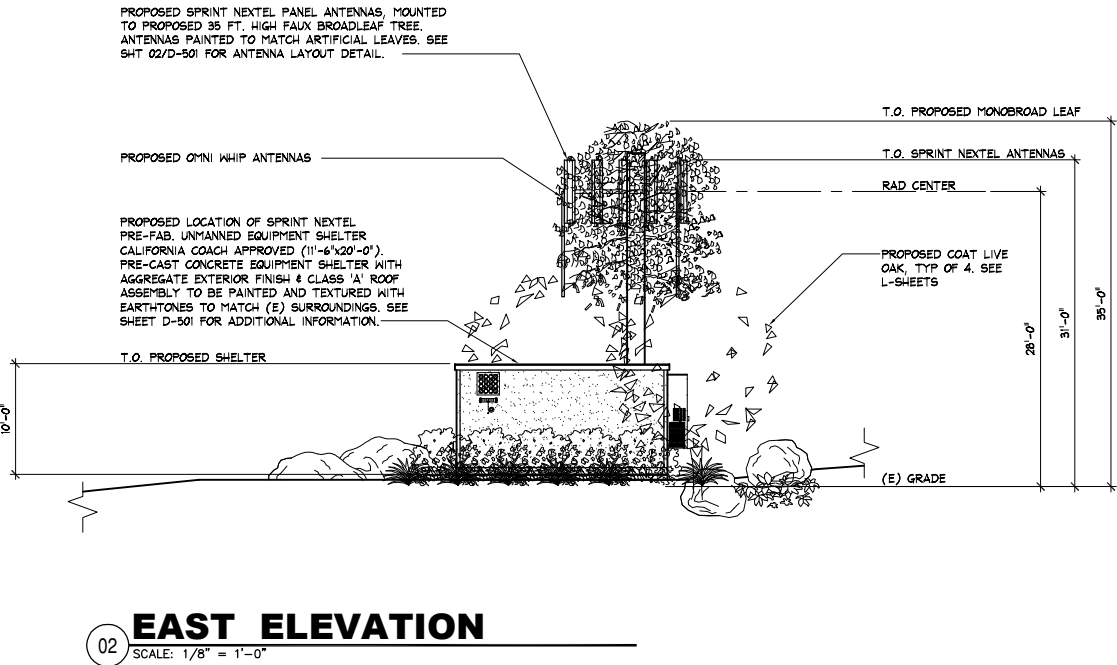 PROPOSED SPRINT NEXTEL PANEL ANTENNAS, MOUNTED
TO PROPOSED 35 FT. HIGH FAUX BROADLEAF TREE.
ANTENNAS PAINTED TO MATCH ARTIFICIAL LEAVES. SEE
SHT 02/D-501 FOR ANTENNA LAYOUT DETAIL.
T.O. PROPOSED MONOBROAD LEAF
PROPOSED OMNI WHIP ANTENNAS
T.O. SPRINT NEXTEL ANTENNAS
RAD CENTER
PROPOSED LOCATION OF SPRINT NEXTEL
PRE-FAB. UNMANNED EQUIPMENT SHELTER
CALIFORNIA COACH APPROVED (11'-6"x20'-0").
PRE-CAST CONCRETE EQUIPMENT SHELTER WITH
AGGREGATE EXTERIOR FINISH & CLASS 'A' ROOF
ASSEMBLY TO BE PAINTED AND TEXTURED WITH
EARTHTONES TO MATCH (E) SURROUNDINGS. SEE
SHEET D-501 FOR ADDITIONAL INFORMATION.
PROPOSED COAT LIVE
OAK, TYP OF 4. SEE
L-SHEETS
28'-0"
31'-0"
35'-0"
T.O. PROPOSED SHELTER
10'-0"
(E) GRADE
02
EAST ELEVATION
SCALE: 1/8" = 1'-0"